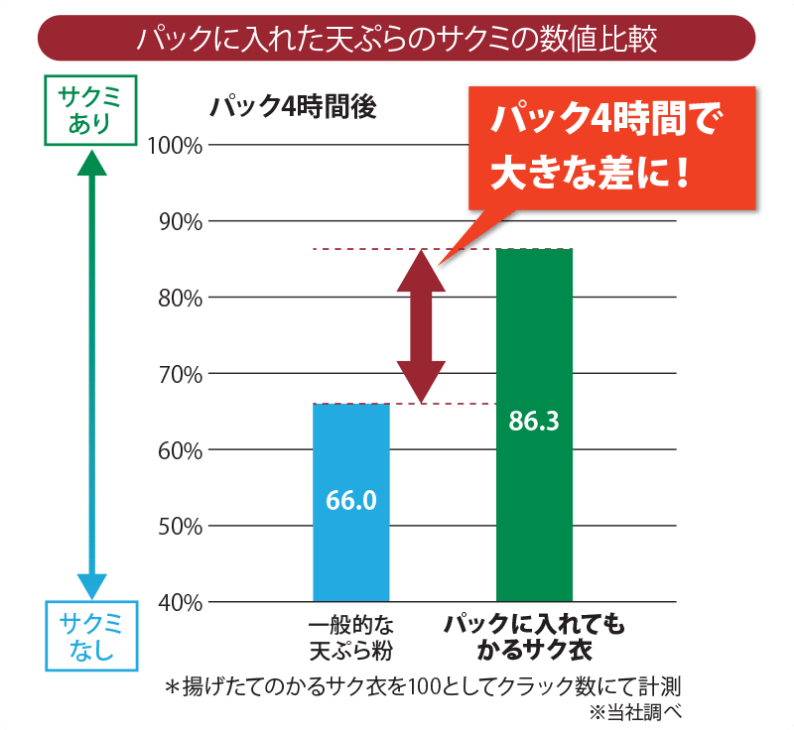 パックに入れた天ぷらのサクミの数値比較
サクミ
あり
パック4時間後
パック4時間で
大きな差に！
100%
90%
80%
70%
60%
50%
40%
86.3
66.0
サクミ
なし
一般的な
天ぷら粉
パックに入れても
かるサク衣
＊揚げたてのかるサク衣を100としてクラック数にて計測
※当社調べ